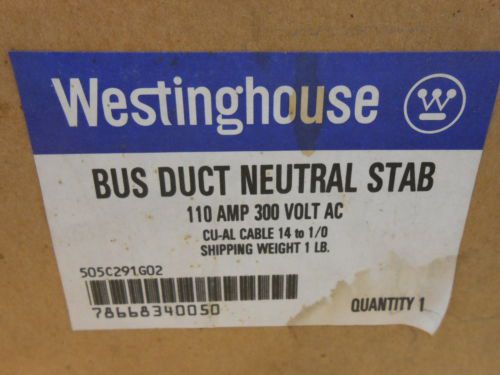 Westinghouse W
BUS DUCT NEUTRAL STAB
110 AMP 300 VOLT AC
CU-AL CABLE 14 to 1/0
SHIPPING WEIGHT 1 LB.
505C291G02
78668340050
QUANTITY 1